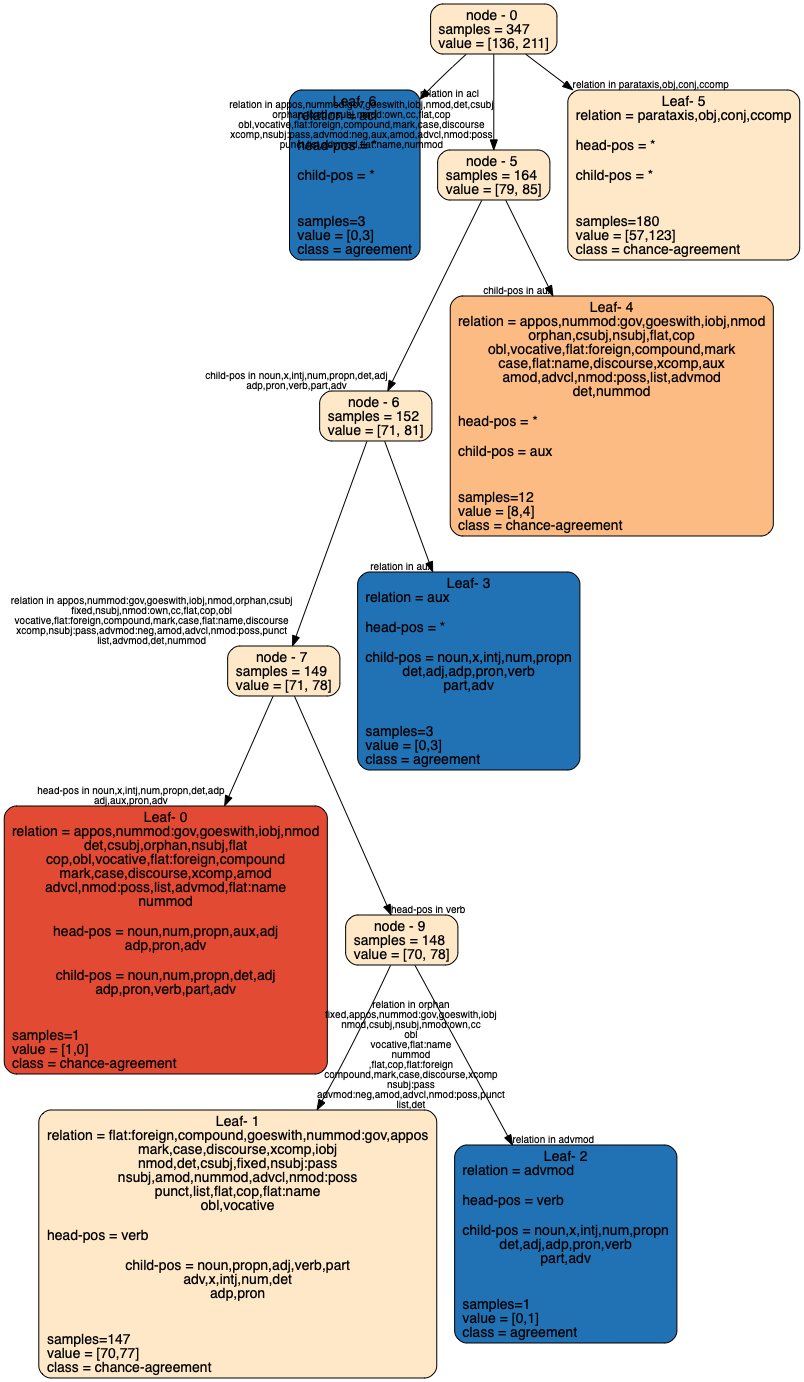 node - 0
samples = 347
value = [136, 211]
relation in acl
relation in parataxis,obj,conj,ccomp
relation in appos,nummod:gov,goeswith,iobj,nmod,det,csubj
obl,vocative,flat:foreign,compound,mark,case,discourse
xcomp,nsubj:pass,advmod:neg,aux,amod,advcl,nmod:poss
Leaf- 6
relation = acl
head-pos = *
child-pos = *
samples=3
value = [0,3]
class = agreement
Leaf- 5
relation = parataxis,obj,conj,ccomp
head-pos = *
child-pos = *
samples=180
value = [57,123]
class = chance-agreement
node - 5
samples = 164
value = [79, 85]
child-pos in aux
Leaf- 4
relation = appos,nummod:gov,goeswith,iobj,nmod
orphan,csubj,nsubj,flat,cop
obl,vocative,flat:foreign,compound,mark
case,flat:name,discourse,xcomp,aux
amod,advcl,nmod:poss,list,advmod
det,nummod
head-pos = *
child-pos = aux
samples=12
value = [8,4]
class = chance-agreement
child-pos in noun,x,intj,num,propn,det,adj
adp,pron,verb,part,adv
node - 6
samples = 152
value = [71, 81]
relation in aux
Leaf- 3
relation = aux
head-pos = *
child-pos = noun,x,intj,num,propn
det,adj,adp,pron,verb
part,adv
samples=3
value = [0,3]
class = agreement
relation in appos,nummod:gov,goeswith,iobj,nmod,orphan,csubj
fixed,nsubj,nmod:own,cc,flat,cop,obl
vocative,flat:foreign,compound,mark,case,flat:name,discourse
xcomp,nsubj:pass,advmod:neg,amod,advcl,nmod:poss,punct
list,advmod,det,nummod
node - 7
samples = 149
value = [71, 78]
head-pos in noun,x,intj,num,propn,det,adp
adj,aux,pron,adv
Leaf- 0
relation = appos,nummod:gov,goeswith,iobj,nmod
det,csubj,orphan,nsubj,flat
cop,obl,vocative,flat:foreign,compound
mark,case,discourse,xcomp,amod
advcl,nmod:poss,list,advmod,flat:name
nummod
head-pos = noun,num,propn,aux,adj
adp,pron,adv
child-pos = noun,num,propn,det,adj
adp,pron,verb,part,adv
samples=1
value = [1,0]
class = chance-agreement
head-pos in verb
node - 9
samples = 148
value = [70, 78]
relation in orphan
fixed,appos,nummod:gov,goeswith,iobj
nmod,csubj,nsubj,nmod:own,cc
obl
vocative,flat:name
nummod
,flat,cop,flat:foreign
compound,mark,case,discourse,xcomp
nsubj:pass
advmod:neg,amod,advcl,nmod:poss,punct
list,det
Leaf- 1
relation = flat:foreign,compound,goeswith,nummod:gov,appos
mark,case,discourse,xcomp,iobj
nmod,det,csubj,fixed,nsubj:pass
nsubj,amod,nummod,advcl,nmod:poss
punct,list,flat,cop,flat:name
obl,vocative
head-pos = verb
child-pos = noun,propn,adj,verb,part
adv,x,intj,num,det
adp,pron
samples=147
value = [70,77]
class = chance-agreement
relation in advmod
Leaf- 2
relation = advmod
head-pos = verb
child-pos = noun,x,intj,num,propn
det,adj,adp,pron,verb
part,adv
samples=1
value = [0,1]
class = agreement